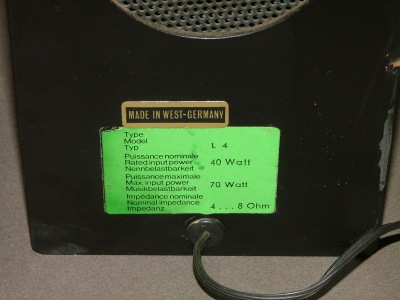 MADE IN WEST-GERMANY
Type
Model
Typ L 4
Puissance nominale
Rated input power 40 Watt
Nennbelastbarkeit
Puissance maximale
Max. input power 70 Watt
Musikbelastbarkeit
Impédance nominale
Nominal impedance 4 . . . 8 Ohm
Impedanz